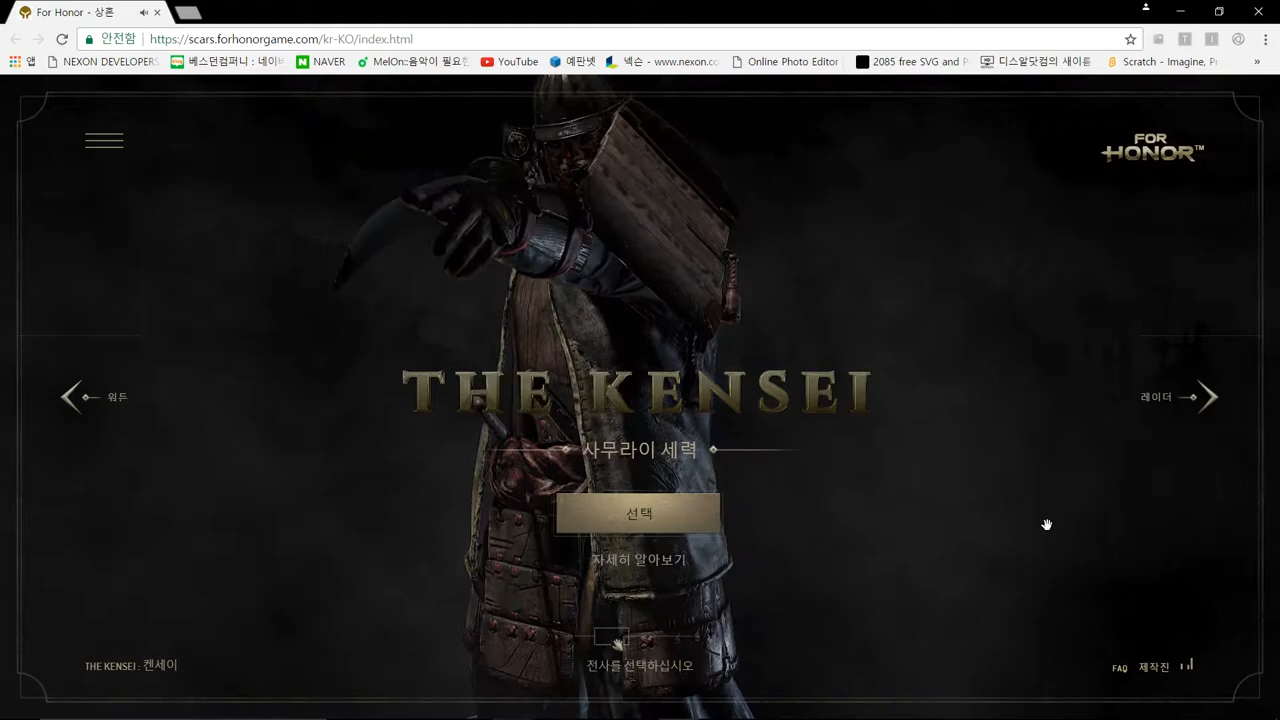 For Honor - 상흔
안전함 https://scars.forhonorgame.com/kr-KO/index.html
앱 NEXON DEVELOPERS 베스던컴퍼니 : 네이버 NAVER MelOn::음악이 필요한 YouTube 예판넷 넥슨 - www.nexon.co Online Photo Editor 2085 free SVG and P 디스알닷컴의 새이름 Scratch - Imagine, Pr »
FOR
HONOR™
THE KENSEI
워든
레이더
사무라이 세력
선택
자세히 알아보기
전사를 선택하십시오
THE KENSEI : 켄세이
FAQ 제작진